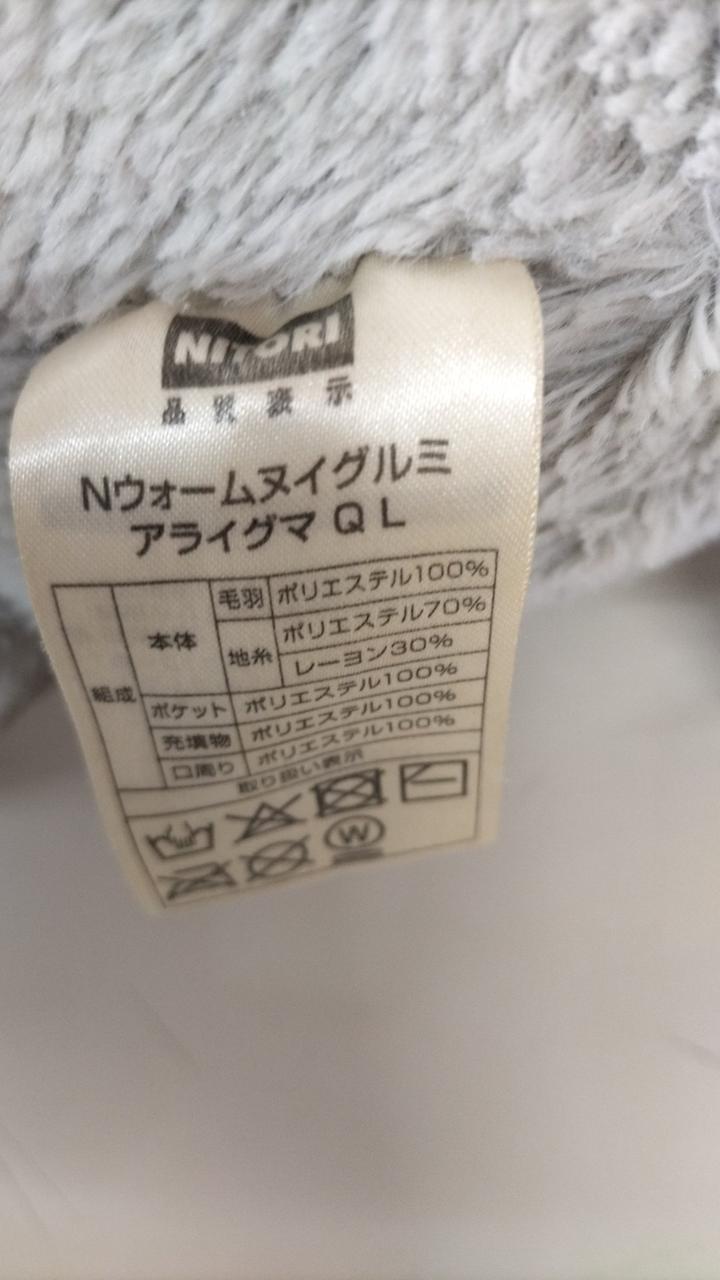 NITORI
品質表示
Nウォームヌイグルミ
アライグマ QL
組成
本体
毛羽 ポリエステル100%
地糸 ポリエステル70%
レーヨン30%
ポケット ポリエステル100%
充填物 ポリエステル100%
口周り ポリエステル100%
取り扱い表示
W